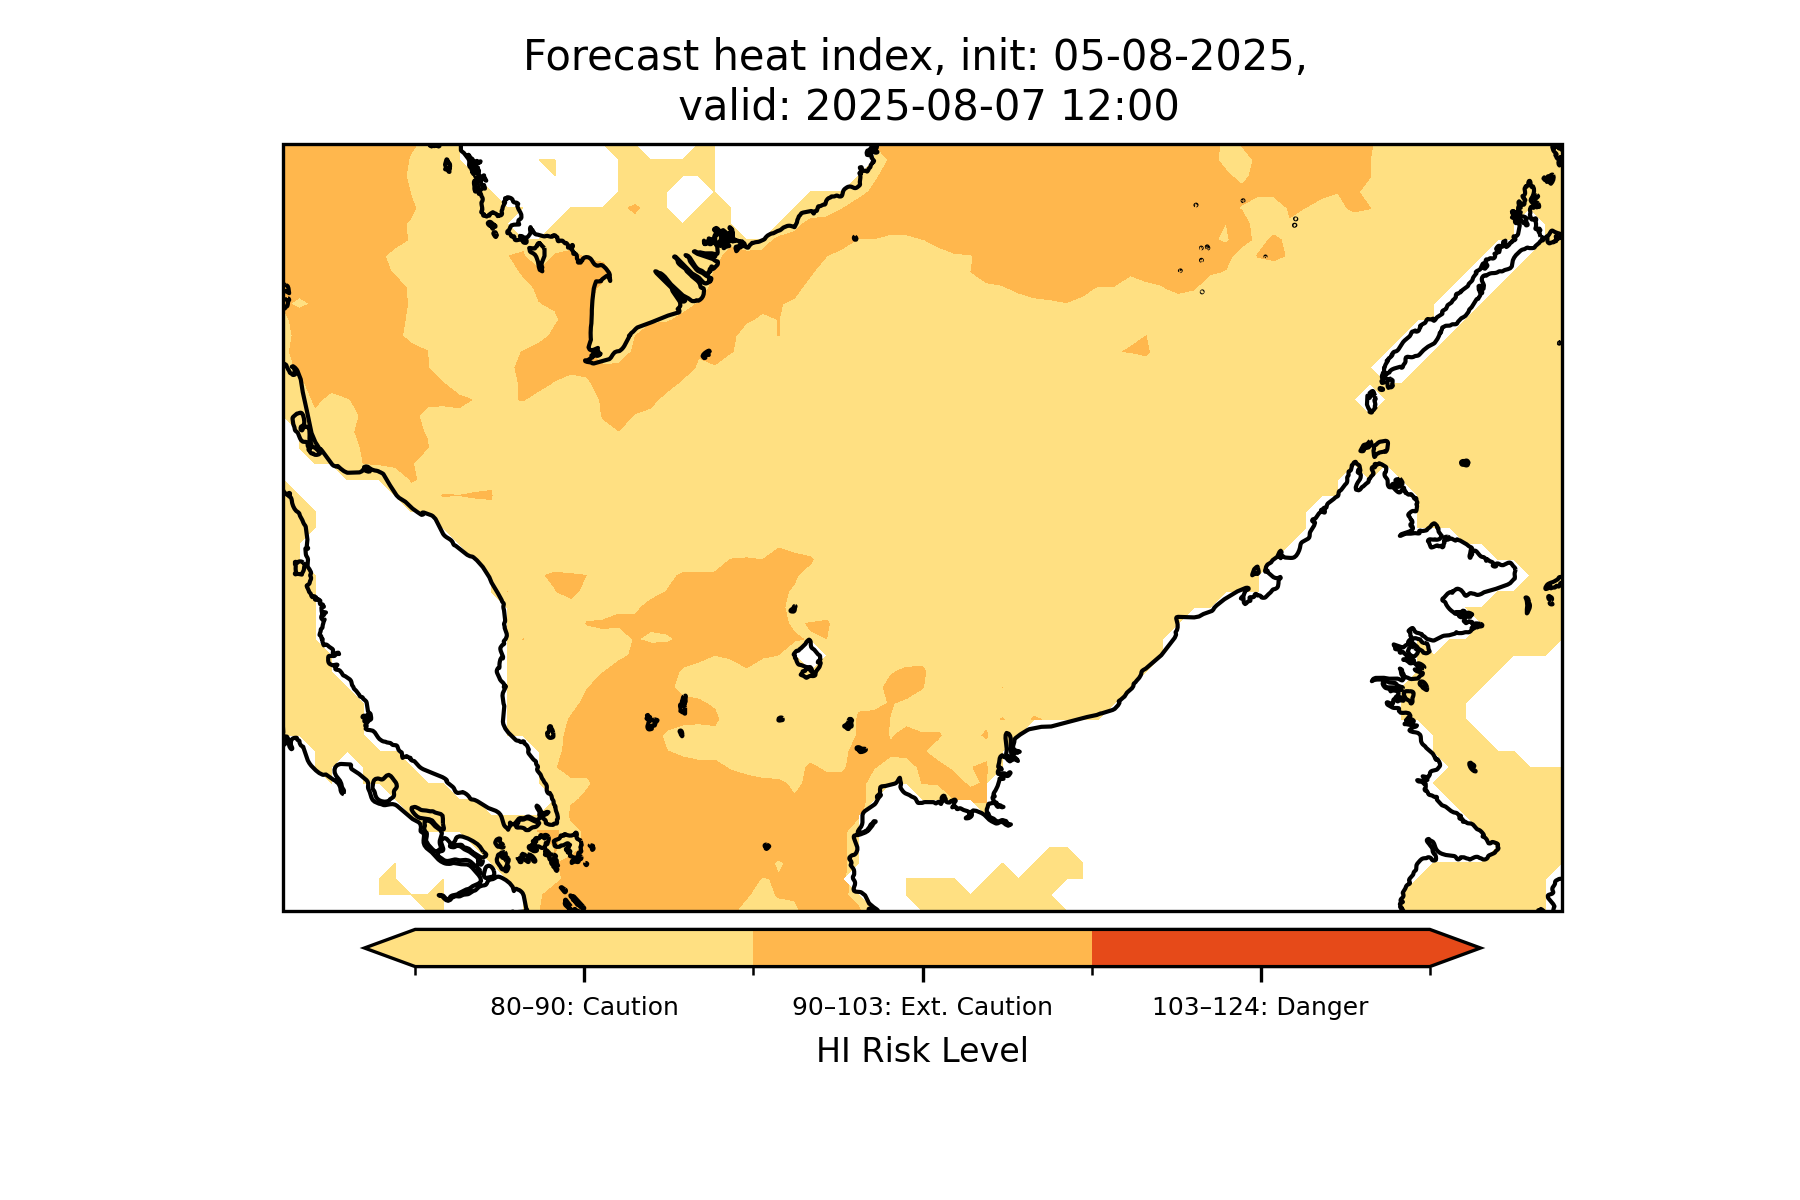 Forecast heat index, init: 05-08-2025,
valid: 2025-08-07 12:00
80–90: Caution
90–103: Ext. Caution
103–124: Danger
HI Risk Level